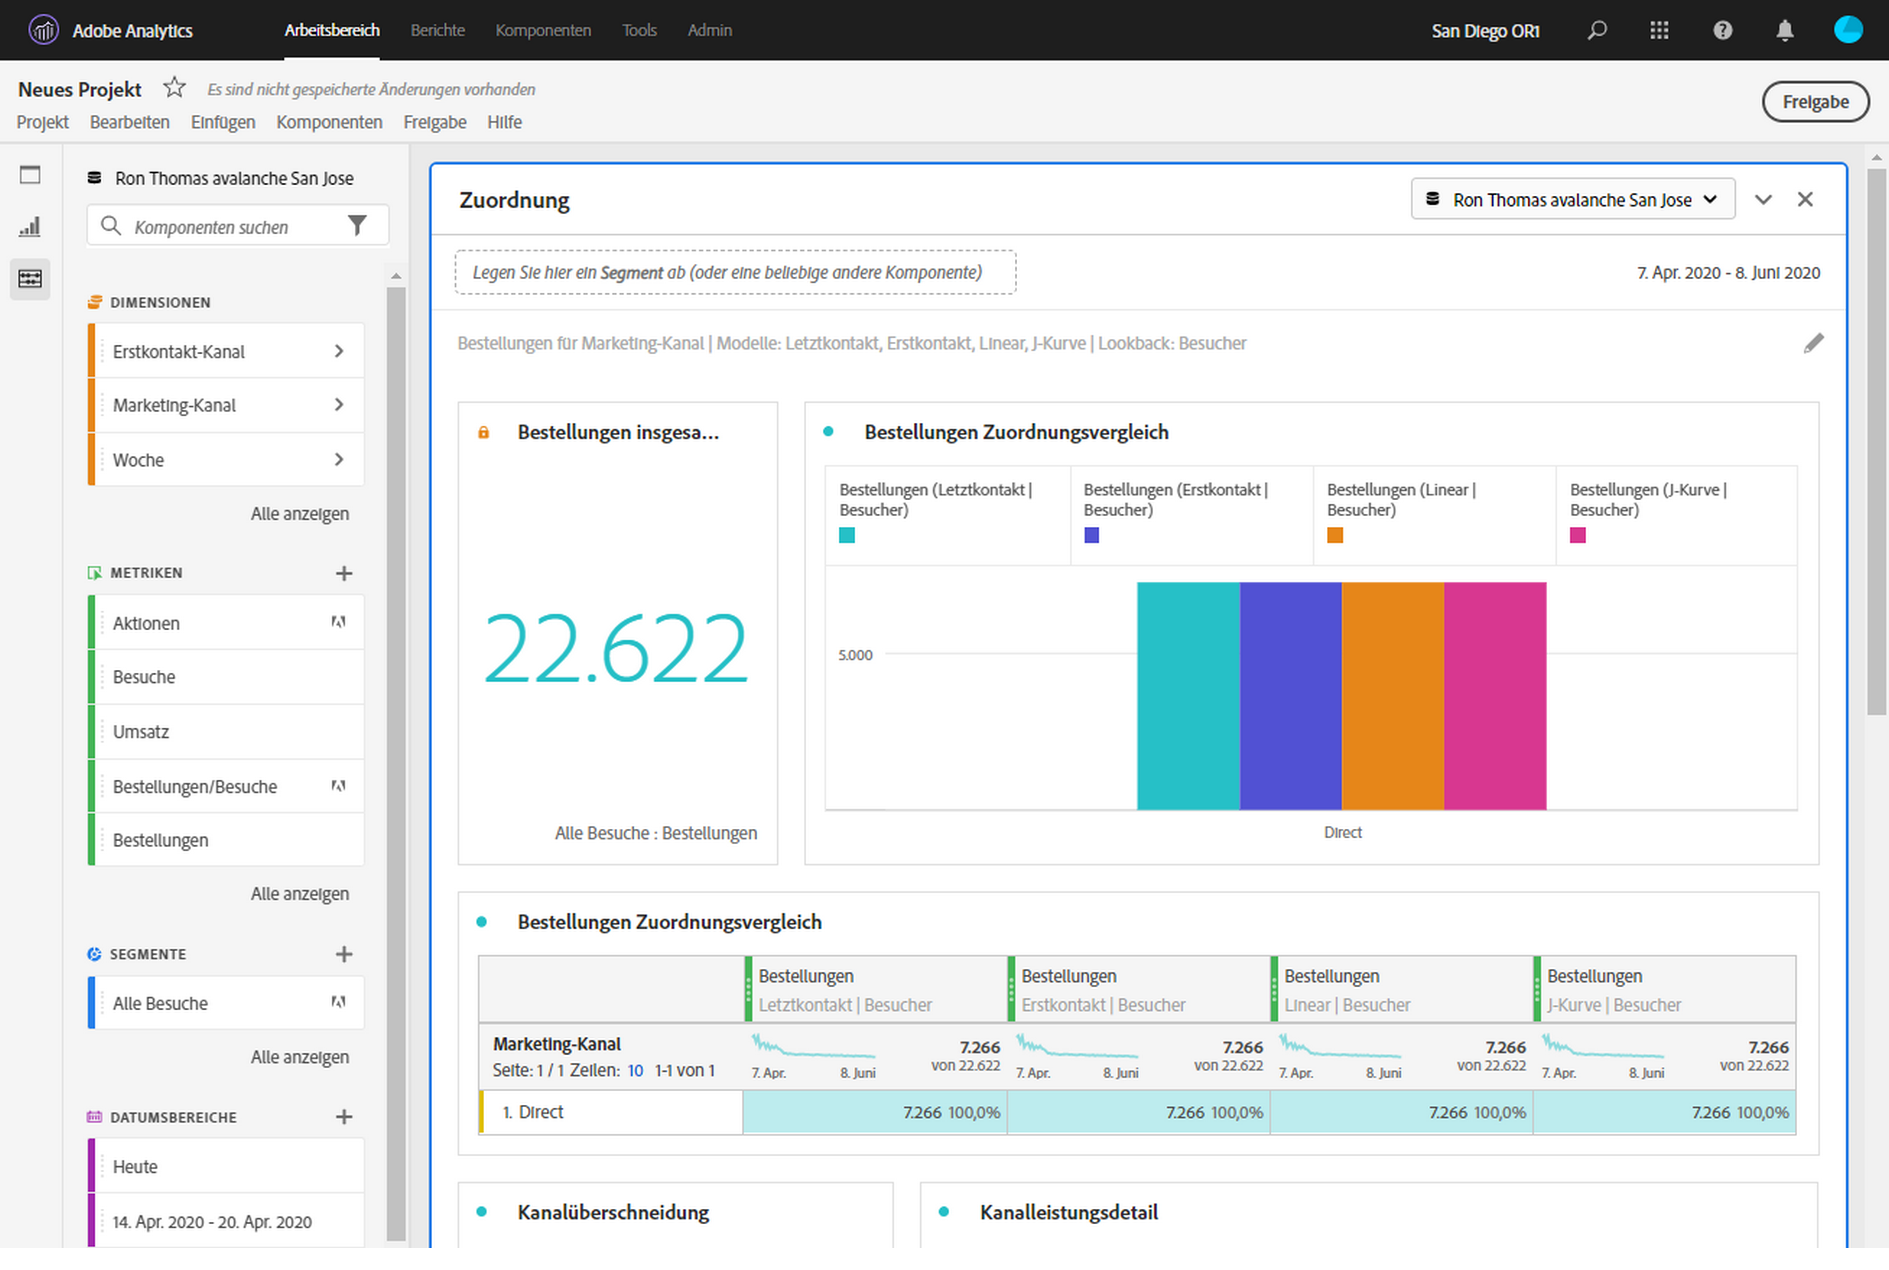 Adobe Analytics
Arbeitsbereich Berichte Komponenten Tools Admin
San Diego OR1
Neues Projekt Es sind nicht gespeicherte Änderungen vorhanden
Projekt Bearbeiten Einfügen Komponenten Freigabe Hilfe
Freigabe
Ron Thomas avalanche San Jose
Komponenten suchen
DIMENSIONEN
Erstkontakt-Kanal
Marketing-Kanal
Woche
Alle anzeigen
METRIKEN
Aktionen
Besuche
Umsatz
Bestellungen/Besuche
Bestellungen
Alle anzeigen
SEGMENTE
Alle Besuche
Alle anzeigen
DATUMSBEREICHE
Heute
14. Apr. 2020 - 20. Apr. 2020
Zuordnung
Ron Thomas avalanche San Jose
Legen Sie hier ein Segment ab (oder eine beliebige andere Komponente)
7. Apr. 2020 - 8. Juni 2020
Bestellungen für Marketing-Kanal | Modelle: Letztkontakt, Erstkontakt, Linear, J-Kurve | Lookback: Besucher
Bestellungen insgesa...
22.622
Alle Besuche : Bestellungen
Bestellungen Zuordnungsvergleich
Bestellungen (Letztkontakt |
Besucher)
Bestellungen (Erstkontakt |
Besucher)
Bestellungen (Linear |
Besucher)
Bestellungen (J-Kurve |
Besucher)
5.000
Direct
Bestellungen Zuordnungsvergleich
Bestellungen
Letztkontakt | Besucher
Bestellungen
Erstkontakt | Besucher
Bestellungen
Linear | Besucher
Bestellungen
J-Kurve | Besucher
Marketing-Kanal
Seite: 1 / 1 Zeilen: 10 1-1 von 1
7. Apr. 8. Juni
7.266
von 22.622
7. Apr. 8. Juni
7.266
von 22.622
7. Apr. 8. Juni
7.266
von 22.622
7. Apr. 8. Juni
7.266
von 22.622
1. Direct 7.266 100,0% 7.266 100,0% 7.266 100,0% 7.266 100,0%
Kanalüberschneidung
Kanalleistungsdetail